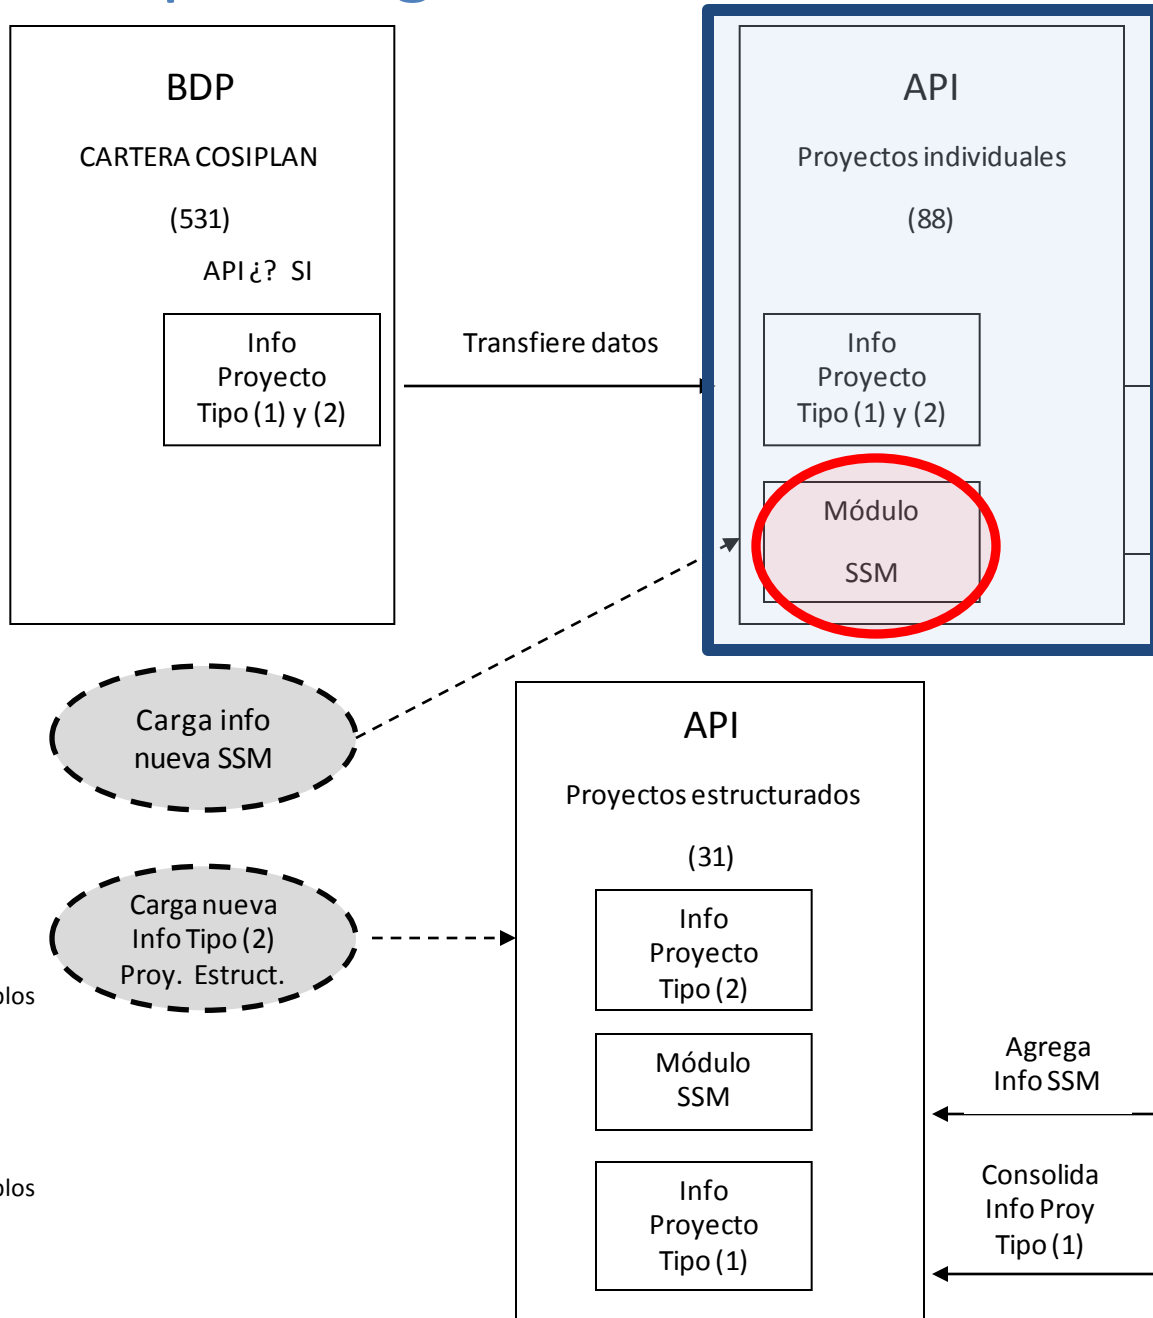 BDP
CARTERA COSIPLAN
(531)
API ¿? SI
Info
Proyecto
Tipo (1) y (2)
Transfiere datos
API
Proyectos individuales
(88)
Info
Proyecto
Tipo (1) y (2)
Módulo
SSM
Carga info
nueva SSM
API
Proyectos estructurados
(31)
Carga nueva
Info Tipo (2)
Proy. Estruct.
Info
Proyecto
Tipo (2)
Módulo
SSM
Info
Proyecto
Tipo (1)
Agrega
Info SSM
Consolida
Info Proy
Tipo (1)